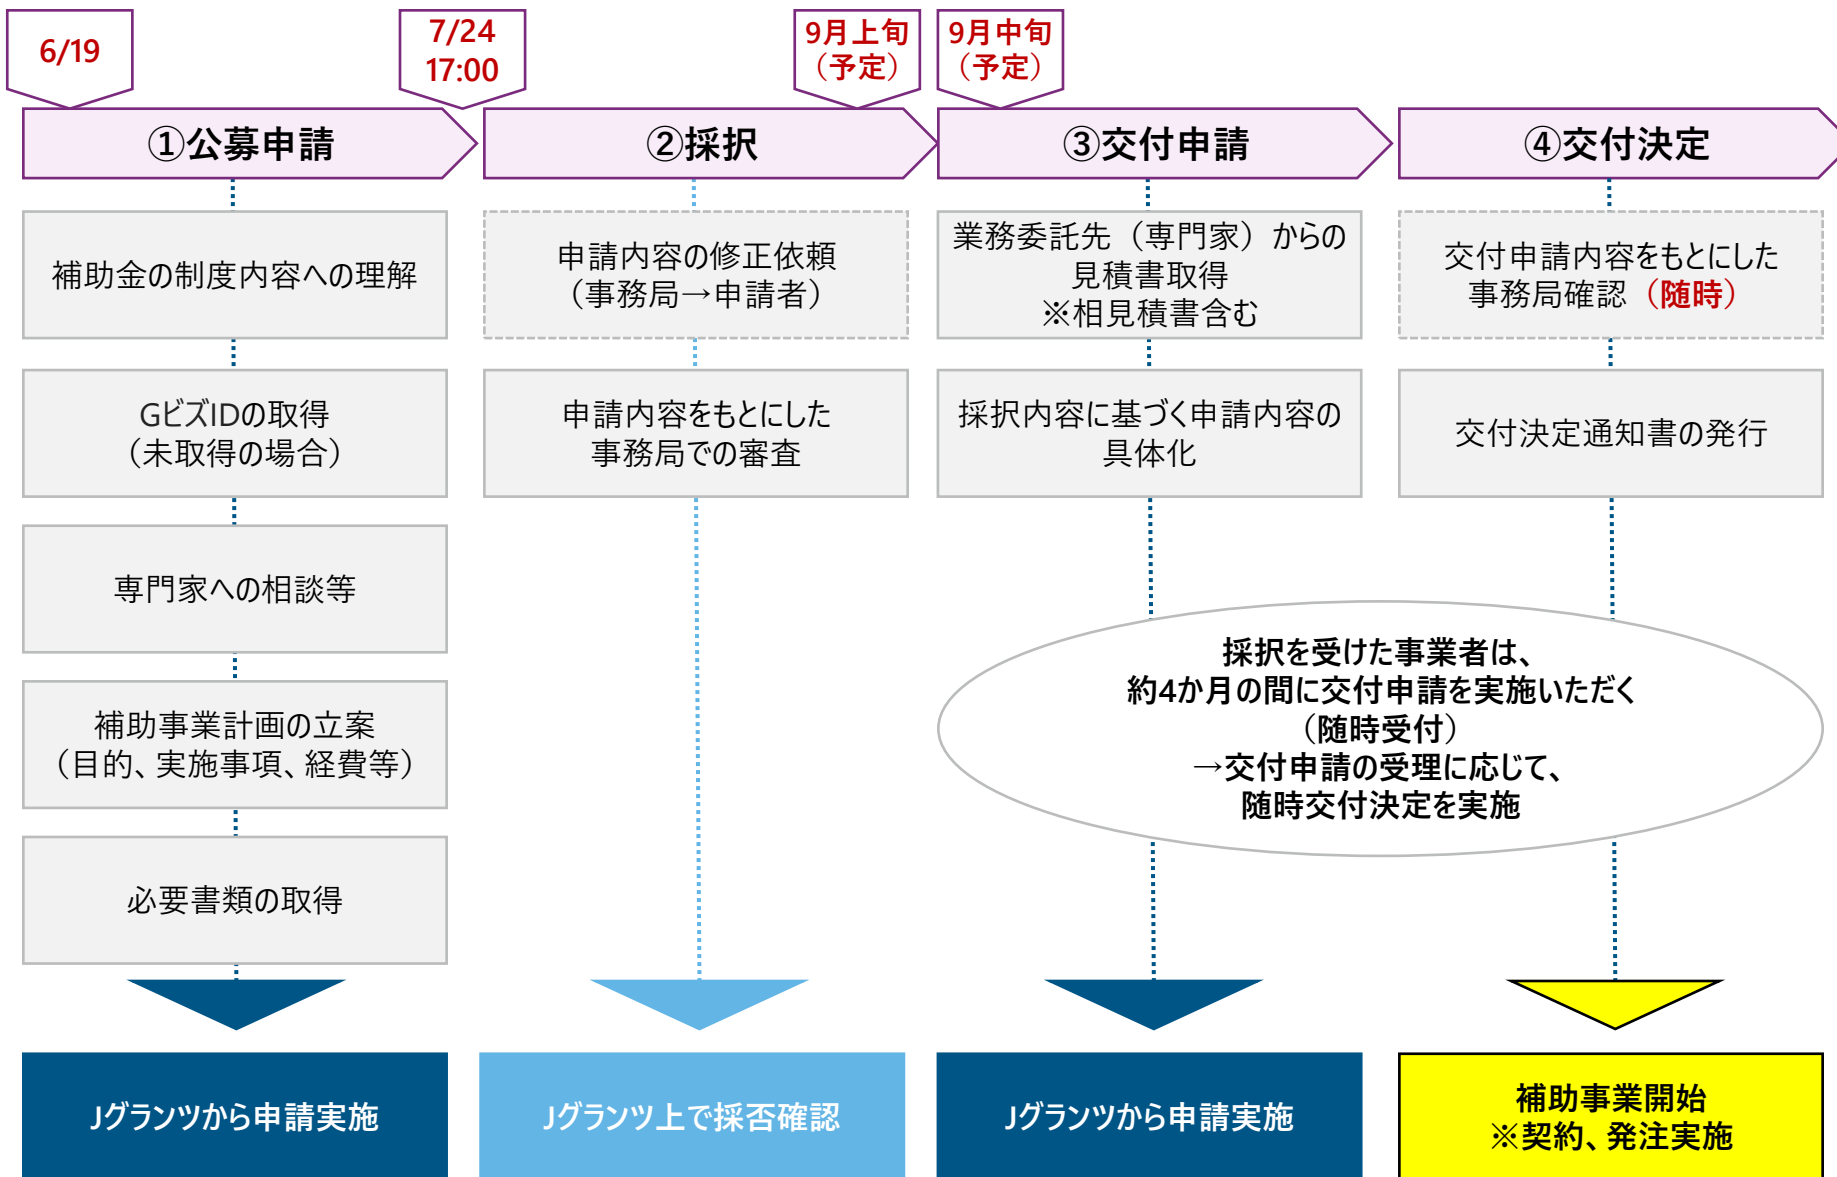 6/19
7/24
17:00
9月上旬
（予定）
9月中旬
（予定）
①公募申請
②採択
③交付申請
④交付決定
補助金の制度内容への理解
GビズIDの取得
（未取得の場合）
専門家への相談等
補助事業計画の立案
（目的、実施事項、経費等）
必要書類の取得
Jグランツから申請実施
申請内容の修正依頼
（事務局→申請者）
申請内容をもとにした
事務局での審査
Jグランツ上で採否確認
業務委託先（専門家）からの
見積書取得
※相見積書含む
採択内容に基づく申請内容の
具体化
Jグランツから申請実施
交付申請内容をもとにした
事務局確認（随時）
交付決定通知書の発行
採択を受けた事業者は、
約4か月の間に交付申請を実施いただく
（随時受付）
→交付申請の受理に応じて、
随時交付決定を実施
補助事業開始
※契約、発注実施